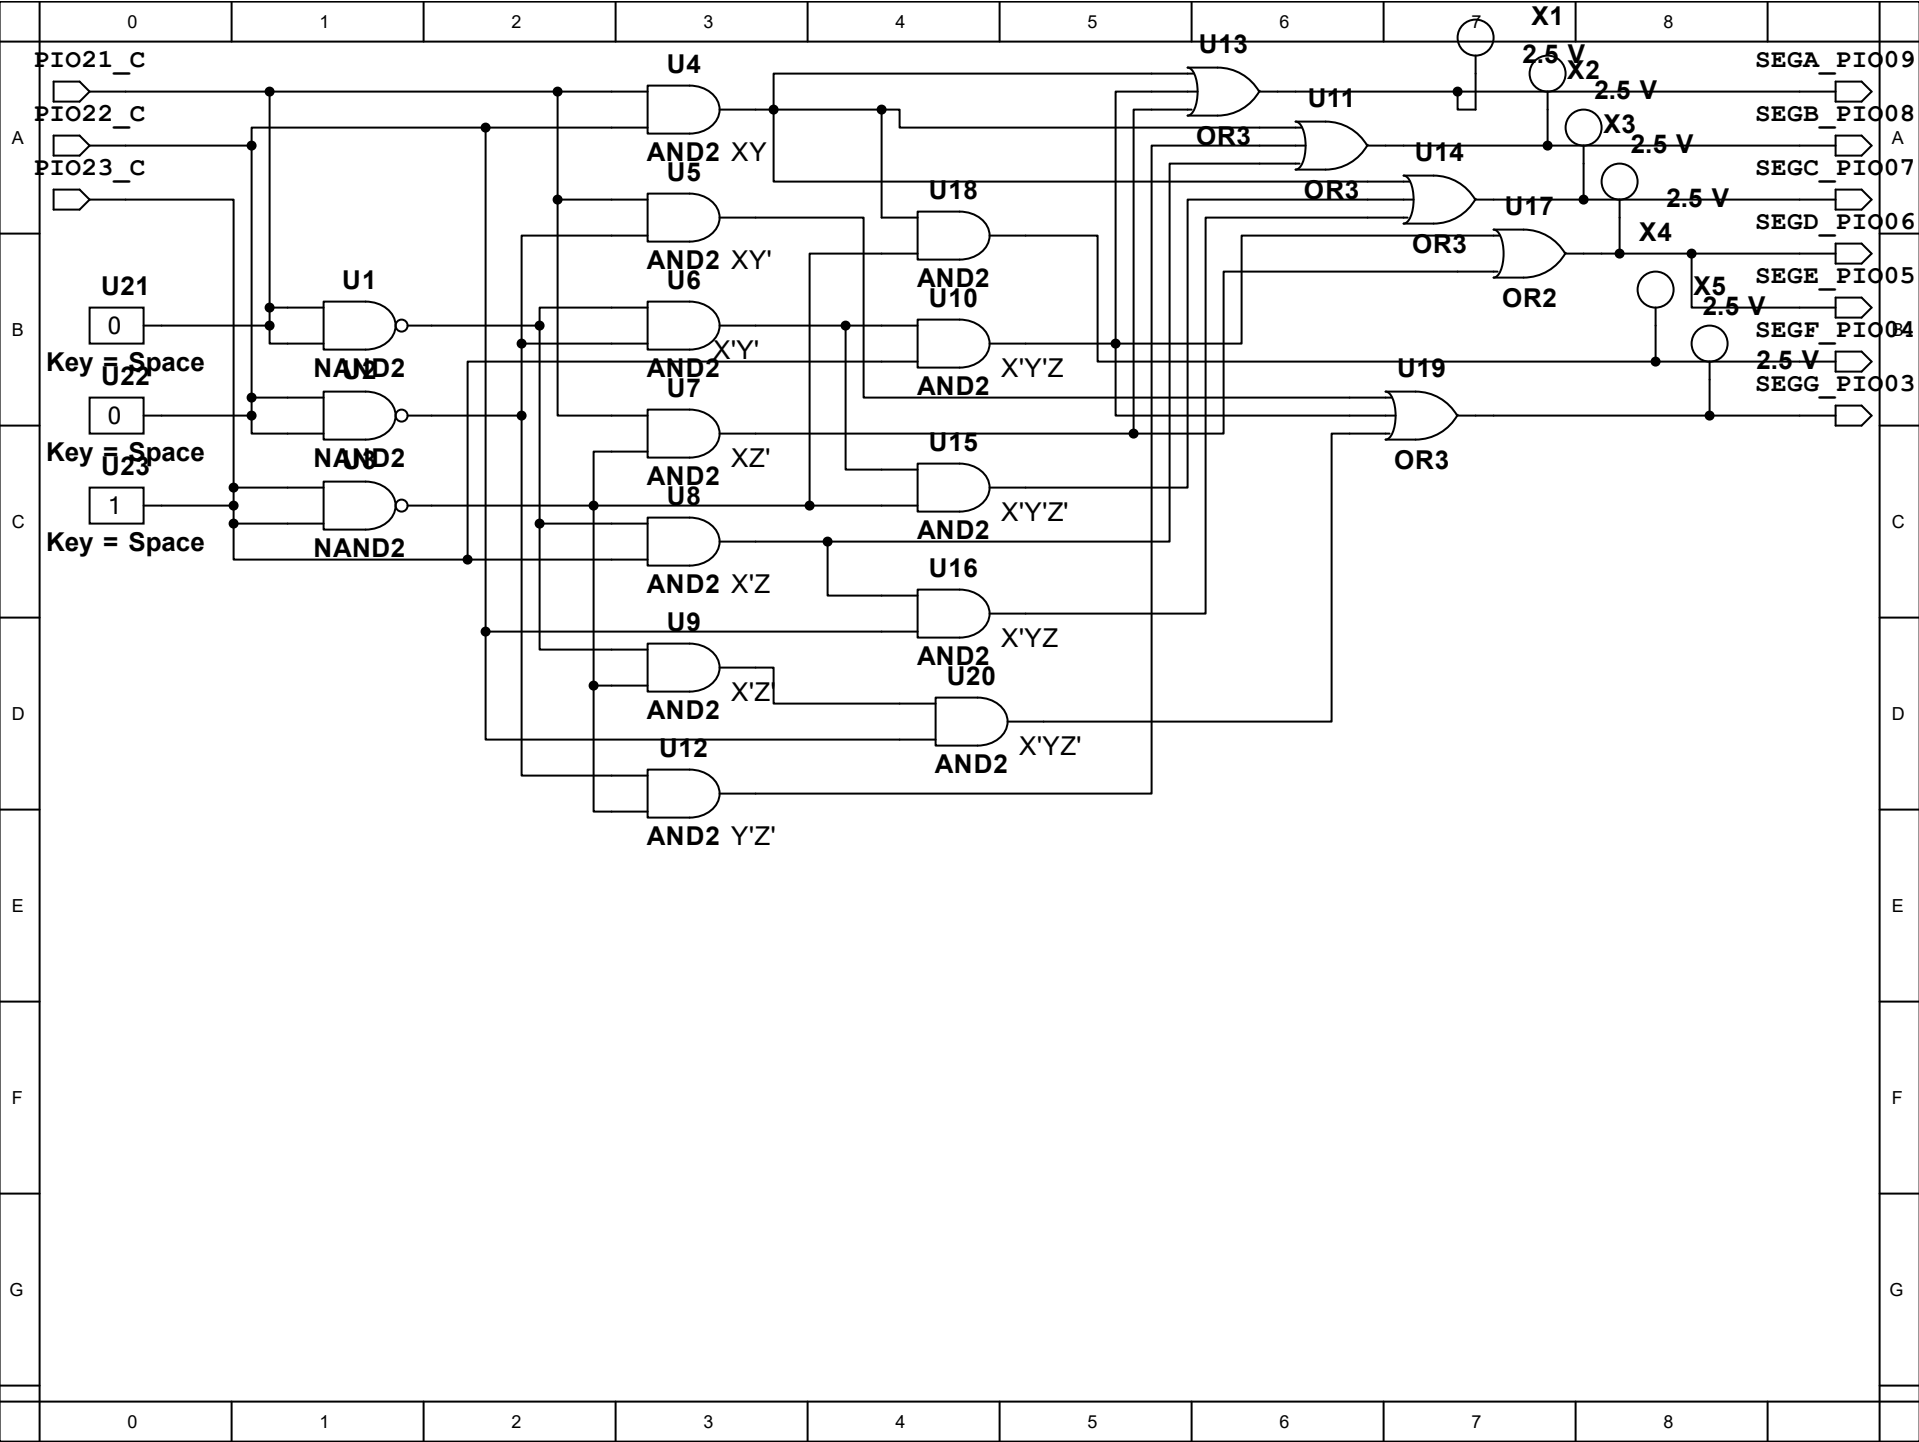 0 1 2 3 4 5 6 7 8
X1
U13
2.5 V
PIO21_C
U4
SEGA_PIO09
X2
2.5 V
U11
PIO22_C
SEGB_PIO08
A
X3
A
OR3
2.5 V
AND2 XY
U14
PIO23_C
U5
SEGC_PIO07
U18
OR3
2.5 V
U17
SEGD_PIO06
X4
OR3
AND2 XY'
AND2
U21
U1
U6
SEGE_PIO05
X5
U10
OR2
2.5 V
B
0
SEGF_PIO04
B
X'Y'
Key = Space
NAND2
AND2
X'Y'Z
2.5 V
U22
U2
U7
AND2
U19
SEGG_PIO03
0
Key = Space
NAND2
XZ'
U15
OR3
U23
U3
AND2
U8
1
X'Y'Z'
C
C
AND2
Key = Space
NAND2
U16
AND2 X'Z
U9
X'YZ
AND2
U20
X'Z'
AND2
D
D
U12
X'YZ'
AND2
AND2 Y'Z'
E
E
F
F
G
G
0 1 2 3 4 5 6 7 8